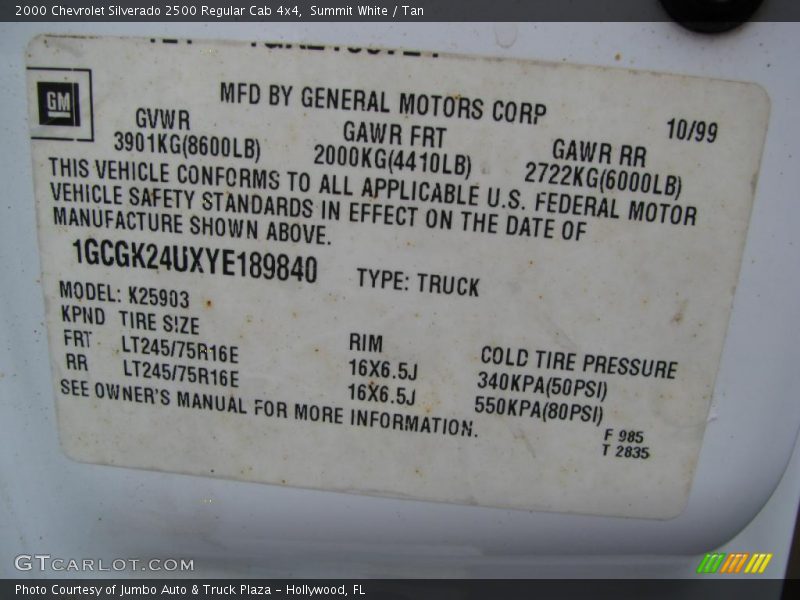 2000 Chevrolet Silverado 2500 Regular Cab 4x4, Summit White / Tan
GM
MFD BY GENERAL MOTORS CORP
10/99
GVWR GAWR FRT GAWR RR
3901KG(8600LB) 2000KG(4410LB) 2722KG(6000LB)
THIS VEHICLE CONFORMS TO ALL APPLICABLE U.S. FEDERAL MOTOR
VEHICLE SAFETY STANDARDS IN EFFECT ON THE DATE OF
MANUFACTURE SHOWN ABOVE.
1GCGK24UXYE189840 TYPE: TRUCK
MODEL: K25903
KPND TIRE SIZE RIM COLD TIRE PRESSURE
FRT LT245/75R16E 16X6.5J 340KPA(50PSI)
RR LT245/75R16E 16X6.5J 550KPA(80PSI)
SEE OWNER'S MANUAL FOR MORE INFORMATION.
F 985
T 2835
GTCARLOT.COM
Photo Courtesy of Jumbo Auto & Truck Plaza - Hollywood, FL